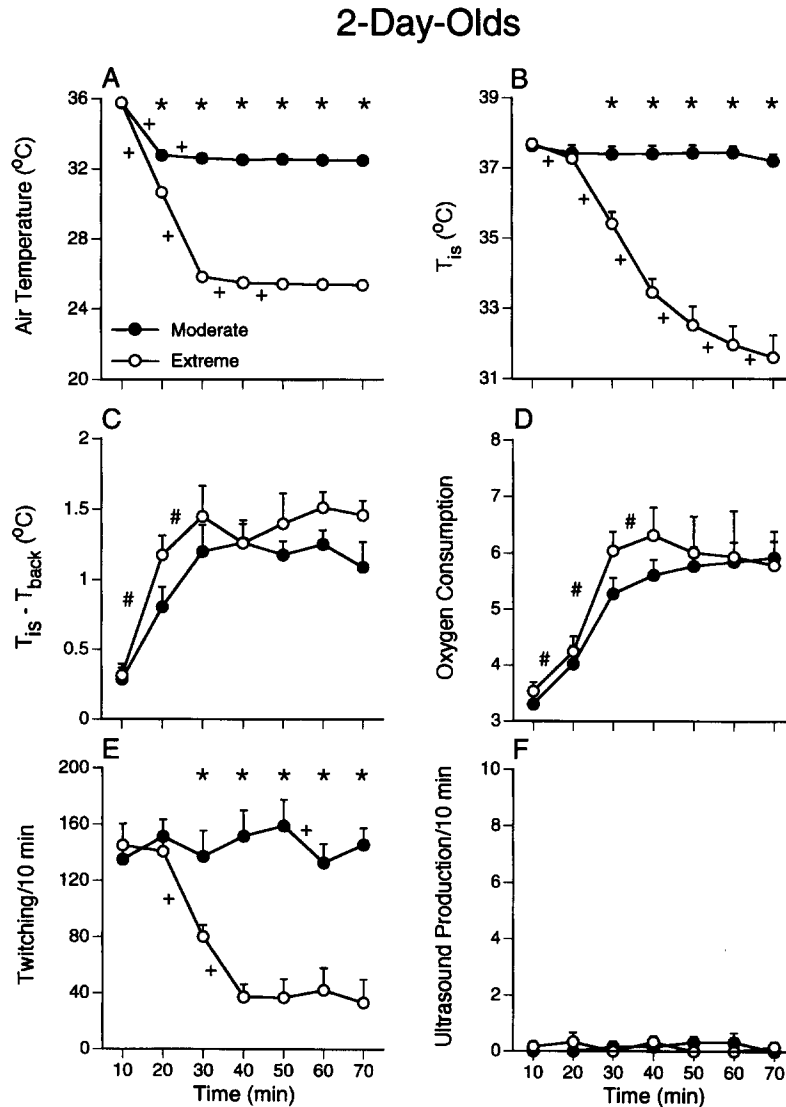 2-Day-Olds
A
Air Temperature (°C)
36
32
28
24
20
* * * * * *
+ + + + + +
Moderate
Extreme
B
T_is (°C)
39
37
35
33
31
* * * * *
+ + + + + +
C
T_is - T_back (°C)
2
1.5
1
0.5
0
# #
D
Oxygen Consumption
8
7
6
5
4
3
# # #
E
Twitching/10 min
200
160
120
80
40
0
* * * * *
+ + +
10 20 30 40 50 60 70
Time (min)
F
Ultrasound Production/10 min
10
8
6
4
2
0
10 20 30 40 50 60 70
Time (min)